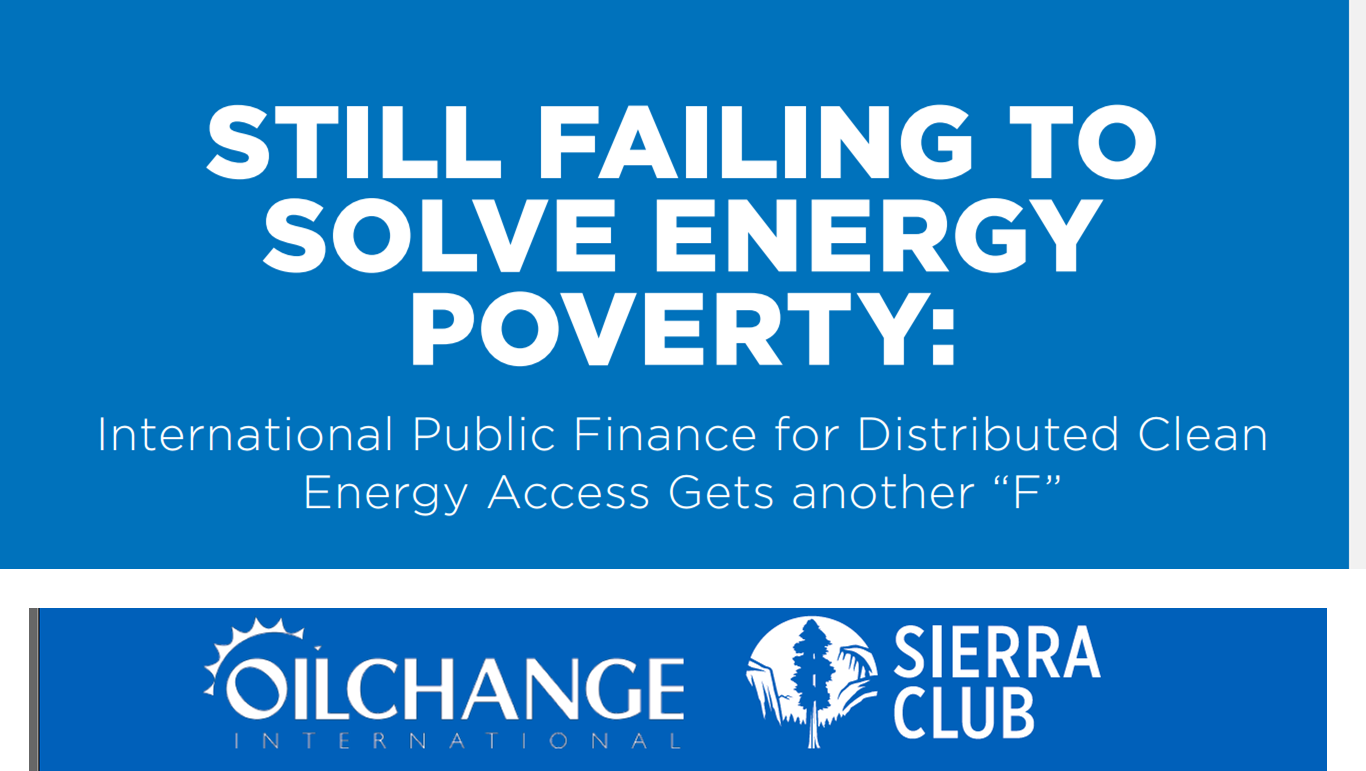 STILL FAILING TO
SOLVE ENERGY
POVERTY:
International Public Finance for Distributed Clean
Energy Access Gets another “F”
OILCHANGE
INTERNATIONAL
SIERRA
CLUB